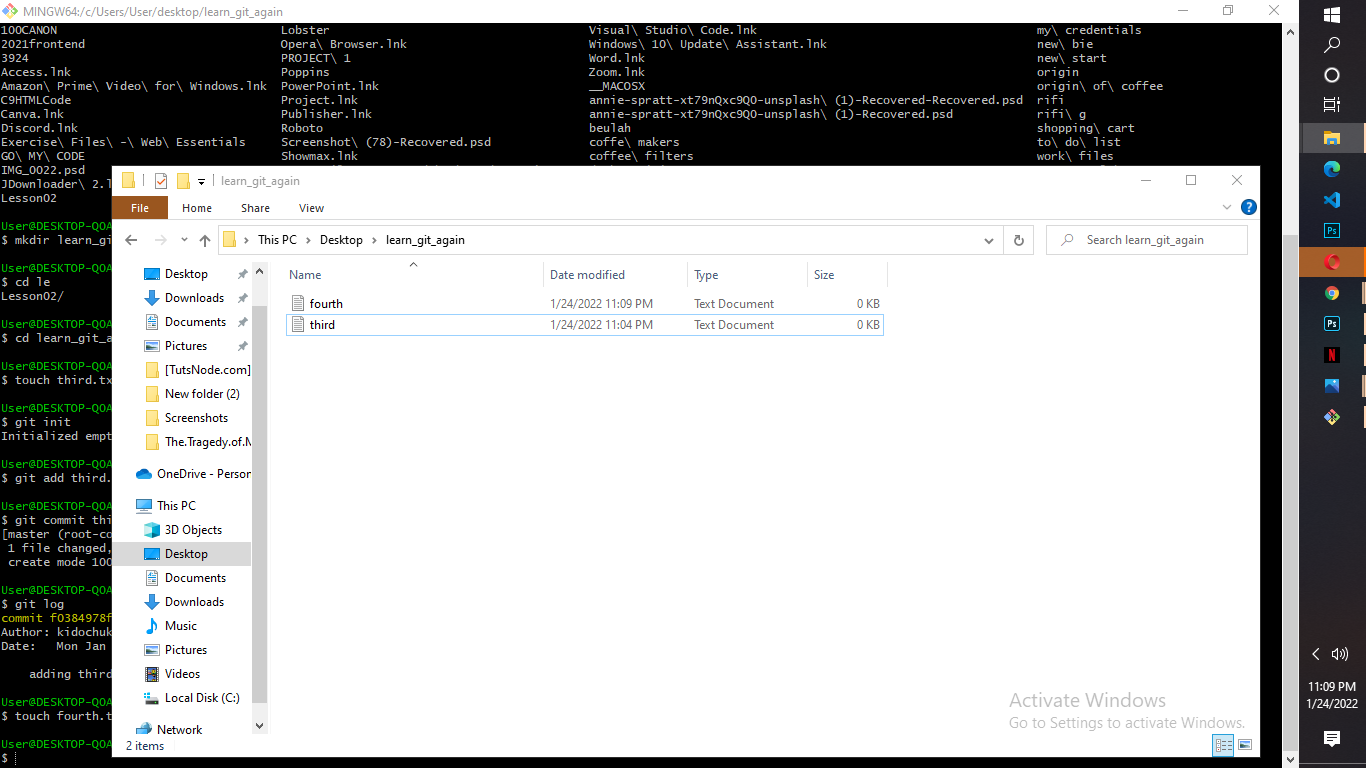 MINGW64:/c/Users/User/desktop/learn_git_again
100CANON Lobster Visual\ Studio\ Code.lnk my\ credentials
2021frontend Opera\ Browser.lnk Windows\ 10\ Update\ Assistant.lnk new\ bie
3924 PROJECT\ 1 Word.lnk new\ start
Access.lnk Poppins Zoom.lnk origin
Amazon\ Prime\ Video\ for\ Windows.lnk PowerPoint.lnk __MACOSX origin\ of\ coffee
C9HTMLCode Project.lnk annie-spratt-xt79nQxc9QO-unsplash\ (1)-Recovered-Recovered.psd rifi
Canva.lnk Publisher.lnk annie-spratt-xt79nQxc9QO-unsplash\ (1)-Recovered.psd rifi\ g
Discord.lnk Roboto beulah shopping\ cart
Exercise\ Files\ -\ Web\ Essentials Screenshot\ (78)-Recovered.psd coffe\ makers to\ do\ list
GO\ MY\ CODE Showmax.lnk coffee\ filters work\ files
IMG_0022.psd
JDownloader\ 2.l
Lesson02
User@DESKTOP-QOA
$ mkdir learn_gi
User@DESKTOP-QOA
$ cd le
Lesson02/
User@DESKTOP-QOA
$ cd learn_git_a
User@DESKTOP-QOA
$ touch third.tx
User@DESKTOP-QOA
$ git init
Initialized empt
User@DESKTOP-QOA
$ git add third.
User@DESKTOP-QOA
$ git commit thi
[master (root-co
1 file changed,
create mode 100
User@DESKTOP-QOA
$ git log
commit f0384978f
Author: kidochuk
Date: Mon Jan
adding third
User@DESKTOP-QOA
$ touch fourth.t
User@DESKTOP-QOA
$
learn_git_again
File Home Share View
This PC Desktop learn_git_again
Search learn_git_again
Name Date modified Type Size
fourth 1/24/2022 11:09 PM Text Document 0 KB
third 1/24/2022 11:04 PM Text Document 0 KB
Desktop
Downloads
Documents
Pictures
[TutsNode.com]
New folder (2)
Screenshots
The.Tragedy.of.M
OneDrive - Person
This PC
3D Objects
Desktop
Documents
Downloads
Music
Pictures
Videos
Local Disk (C:)
Network
2 items
Activate Windows
Go to Settings to activate Windows.
Ps
Ps
N
11:09 PM
1/24/2022